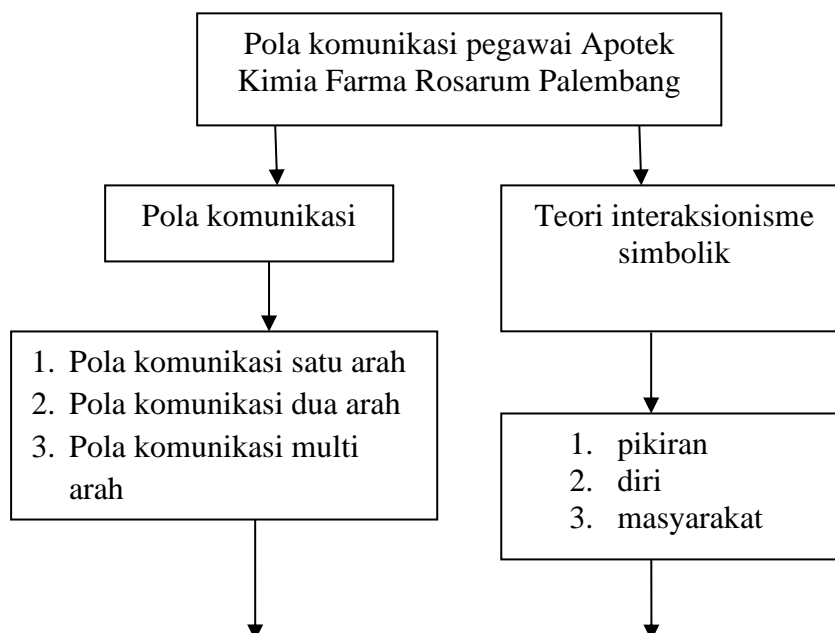 Pola komunikasi pegawai Apotek
Kimia Farma Rosarum Palembang
Pola komunikasi
Teori interaksionisme
simbolik
1. Pola komunikasi satu arah
2. Pola komunikasi dua arah
3. Pola komunikasi multi
arah
1. pikiran
2. diri
3. masyarakat